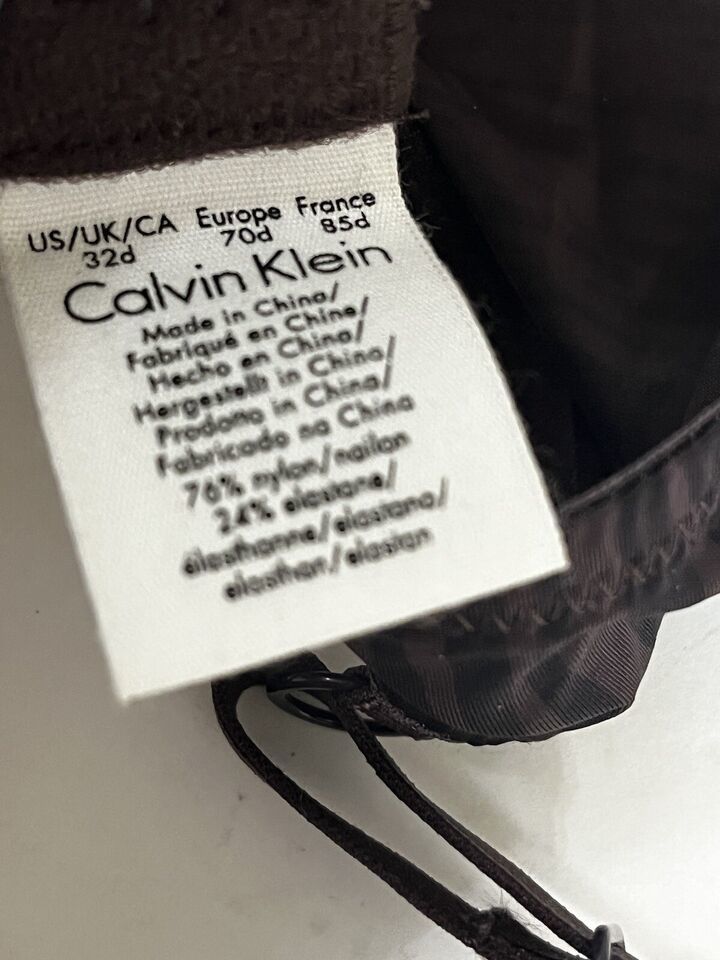 US/UK/CA Europe France
32d 70d 85d
Calvin Klein
Made in China/
Fabriqué en Chine/
Hecho en China/
Hergestellt in China/
Prodotto in China/
Fabricado na China
76% nylon/nailon
24% elastane/
élasthanne/elastano/
elasthan/elastan